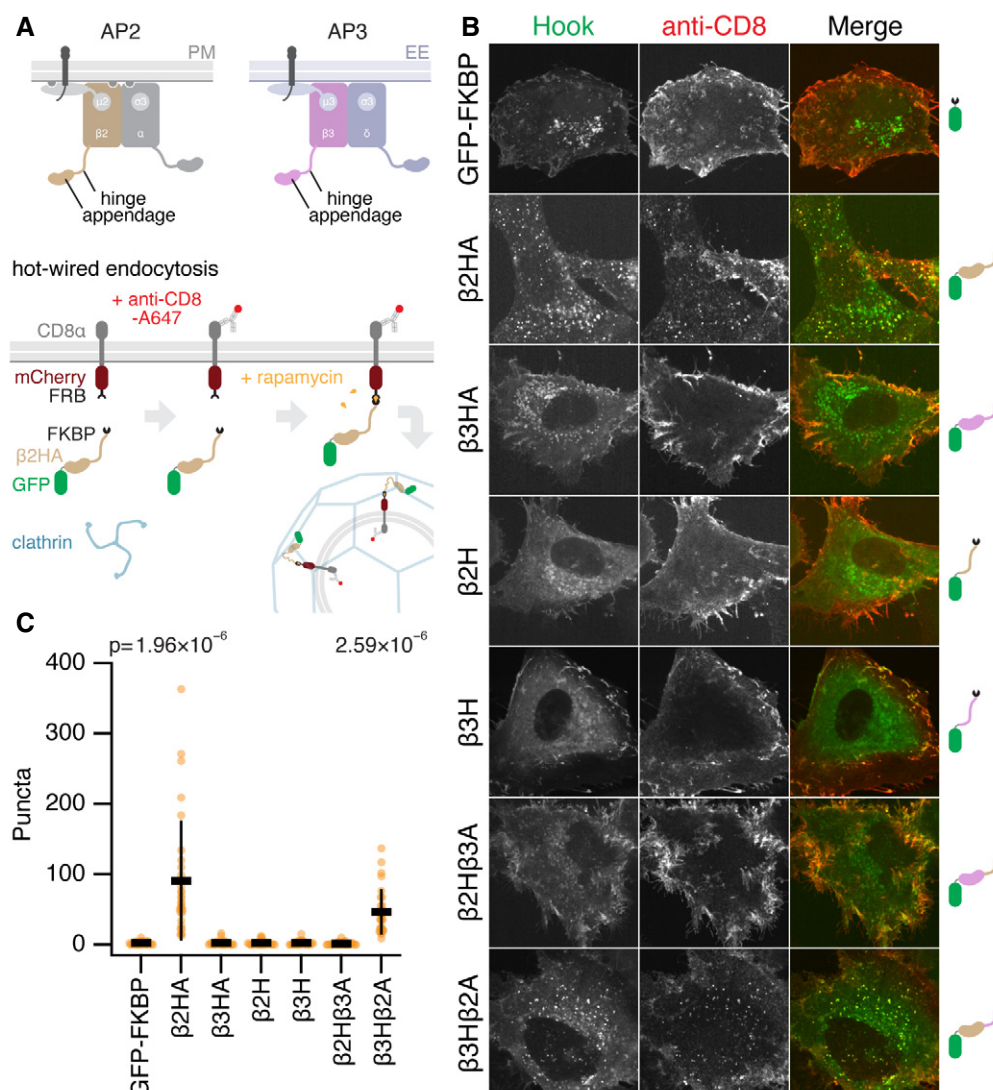 A
AP2
AP3
PM
EE
μ2
σ3
μ3
σ3
β2
α
β3
δ
hinge
appendage
hinge
appendage
hot-wired endocytosis
+ anti-CD8
-A647
CD8α
mCherry
FRB
+ rapamycin
FKBP
β2HA
GFP
clathrin
B
Hook
anti-CD8
Merge
GFP-FKBP
β2HA
β3HA
β2H
β3H
β2Hβ3A
β3Hβ2A
C
p=1.96×10⁻⁶
2.59×10⁻⁶
Puncta
400
300
200
100
0
GFP-FKBP
β2HA
β3HA
β2H
β3H
β2Hβ3A
β3Hβ2A